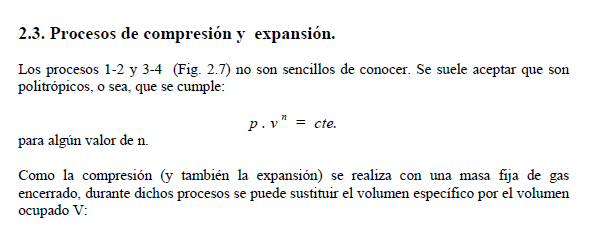 2.3. Procesos de compresión y expansión.
Los procesos 1-2 y 3-4 (Fig. 2.7) no son sencillos de conocer. Se suele aceptar que son
politrópicos, o sea, que se cumple:
p . v^n = cte.
para algún valor de n.
Como la compresión (y también la expansión) se realiza con una masa fija de gas
encerrado, durante dichos procesos se puede sustituir el volumen específico por el volumen
ocupado V: